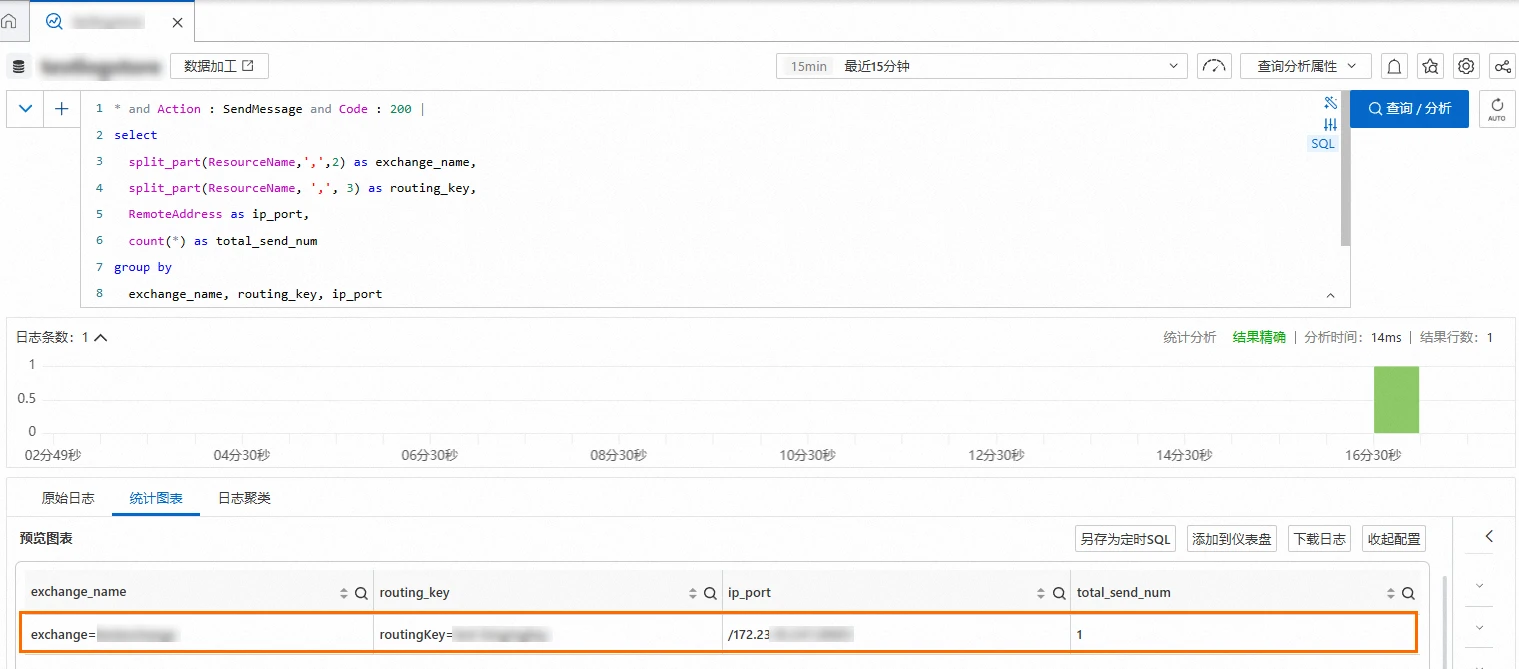 数据加工
15min 最近15分钟
查询分析属性
1 * and Action : SendMessage and Code : 200 |
2 select
3 split_part(ResourceName,',',2) as exchange_name,
4 split_part(ResourceName, ',', 3) as routing_key,
5 RemoteAddress as ip_port,
6 count(*) as total_send_num
7 group by
8 exchange_name, routing_key, ip_port
SQL
查询 / 分析
AUTO
日志条数: 1
统计分析 结果精确 | 分析时间: 14ms | 结果行数: 1
1
0.5
0
02分49秒 04分30秒 06分30秒 08分30秒 10分30秒 12分30秒 14分30秒 16分30秒
原始日志 统计图表 日志聚类
预览图表
另存为定时SQL 添加到仪表盘 下载日志 收起配置
exchange_name routing_key ip_port total_send_num
exchange= routingKey= /172.23 1